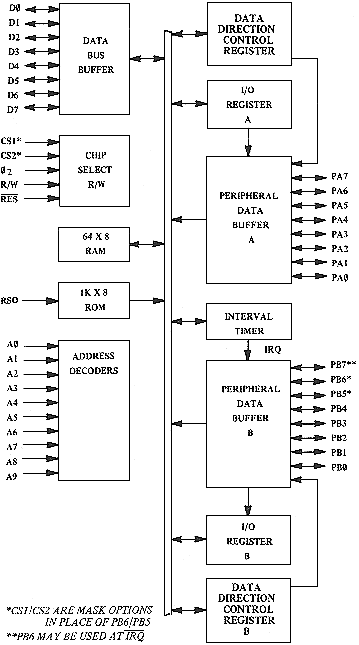 D0
D1
D2
D3
D4
D5
D6
D7
DATA
BUS
BUFFER
CS1*
CS2*
Ø2
R/W
RES
CHIP
SELECT
R/W
64 X 8
RAM
RSO
1K X 8
ROM
A0
A1
A2
A3
A4
A5
A6
A7
A8
A9
ADDRESS
DECODERS
DATA
DIRECTION
CONTROL
REGISTER
I/O
REGISTER
A
PERIPHERAL
DATA
BUFFER
A
PA7
PA6
PA5
PA4
PA3
PA2
PA1
PA0
INTERVAL
TIMER
IRQ
PERIPHERAL
DATA
BUFFER
B
PB7**
PB6*
PB5*
PB4
PB3
PB2
PB1
PB0
I/O
REGISTER
B
DATA
DIRECTION
CONTROL
REGISTER
B
*CS1/CS2 ARE MASK OPTIONS
IN PLACE OF PB6/PB5
**PB6 MAY BE USED AT IRQ